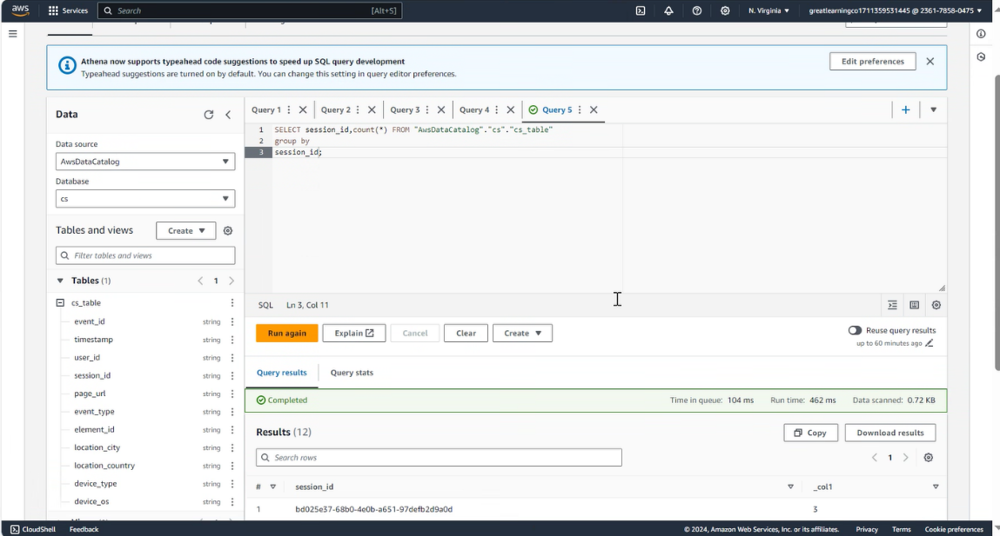 aws
Services
Search
[Alt+S]
N. Virginia
greatlearningco1711359531445 @ 2361-7858-0475
Athena now supports typeahead code suggestions to speed up SQL query development
Typeahead suggestions are turned on by default. You can change this setting in query editor preferences.
Edit preferences
Data
Data source
AwsDataCatalog
Database
cs
Tables and views
Create
Filter tables and views
Tables (1)
1
cs_table
event_id string
timestamp string
user_id string
session_id string
page_url string
event_type string
element_id string
location_city string
location_country string
device_type string
device_os string
Query 1
Query 2
Query 3
Query 4
Query 5
1 SELECT session_id,count(*) FROM "AwsDataCatalog"."cs"."cs_table"
2 group by
3 session_id;
SQL Ln 3, Col 11
Run again
Explain
Cancel
Clear
Create
Reuse query results
up to 60 minutes ago
Query results
Query stats
Completed
Time in queue: 104 ms Run time: 462 ms Data scanned: 0.72 KB
Results (12)
Copy
Download results
Search rows
1
# session_id _col1
1 bd025e37-68b0-4e0b-a651-97defb2d9a0d 3
CloudShell Feedback
© 2024, Amazon Web Services, Inc. or its affiliates. Privacy Terms Cookie preferences